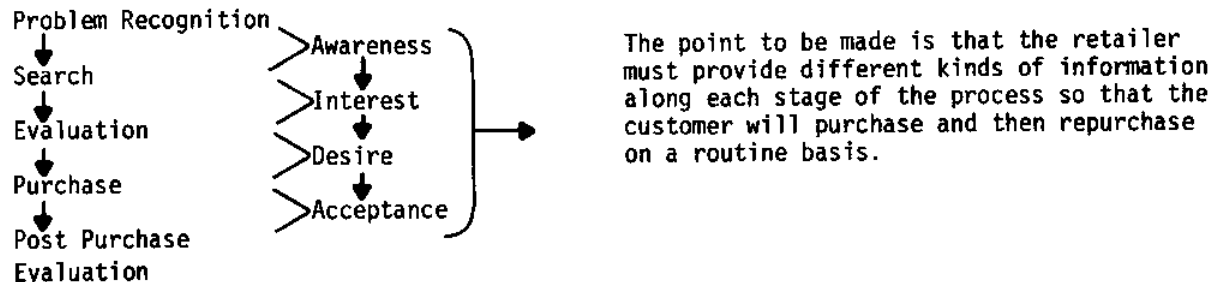 Problem Recognition
Search
Evaluation
Purchase
Post Purchase
Evaluation
Awareness
Interest
Desire
Acceptance
The point to be made is that the retailer
must provide different kinds of information
along each stage of the process so that the
customer will purchase and then repurchase
on a routine basis.